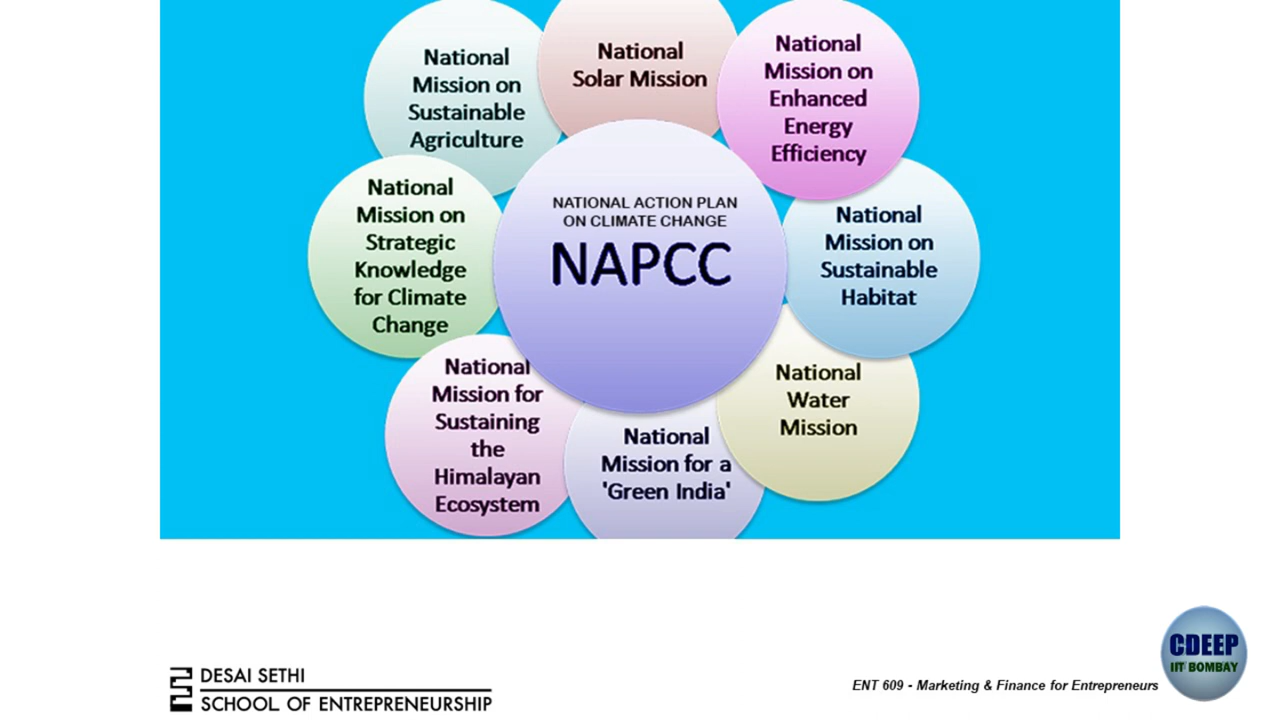 National
Mission on
Sustainable
Agriculture
National
Solar Mission
National
Mission on
Enhanced
Energy
Efficiency
National
Mission on
Strategic
Knowledge
for Climate
Change
NATIONAL ACTION PLAN
ON CLIMATE CHANGE
NAPCC
National
Mission on
Sustainable
Habitat
National
Mission for
Sustaining
the
Himalayan
Ecosystem
National
Mission for a
'Green India'
National
Water
Mission
DESAI SETHI
SCHOOL OF ENTREPRENEURSHIP
ENT 609 - Marketing & Finance for Entrepreneurs
CDEEP
IIT BOMBAY